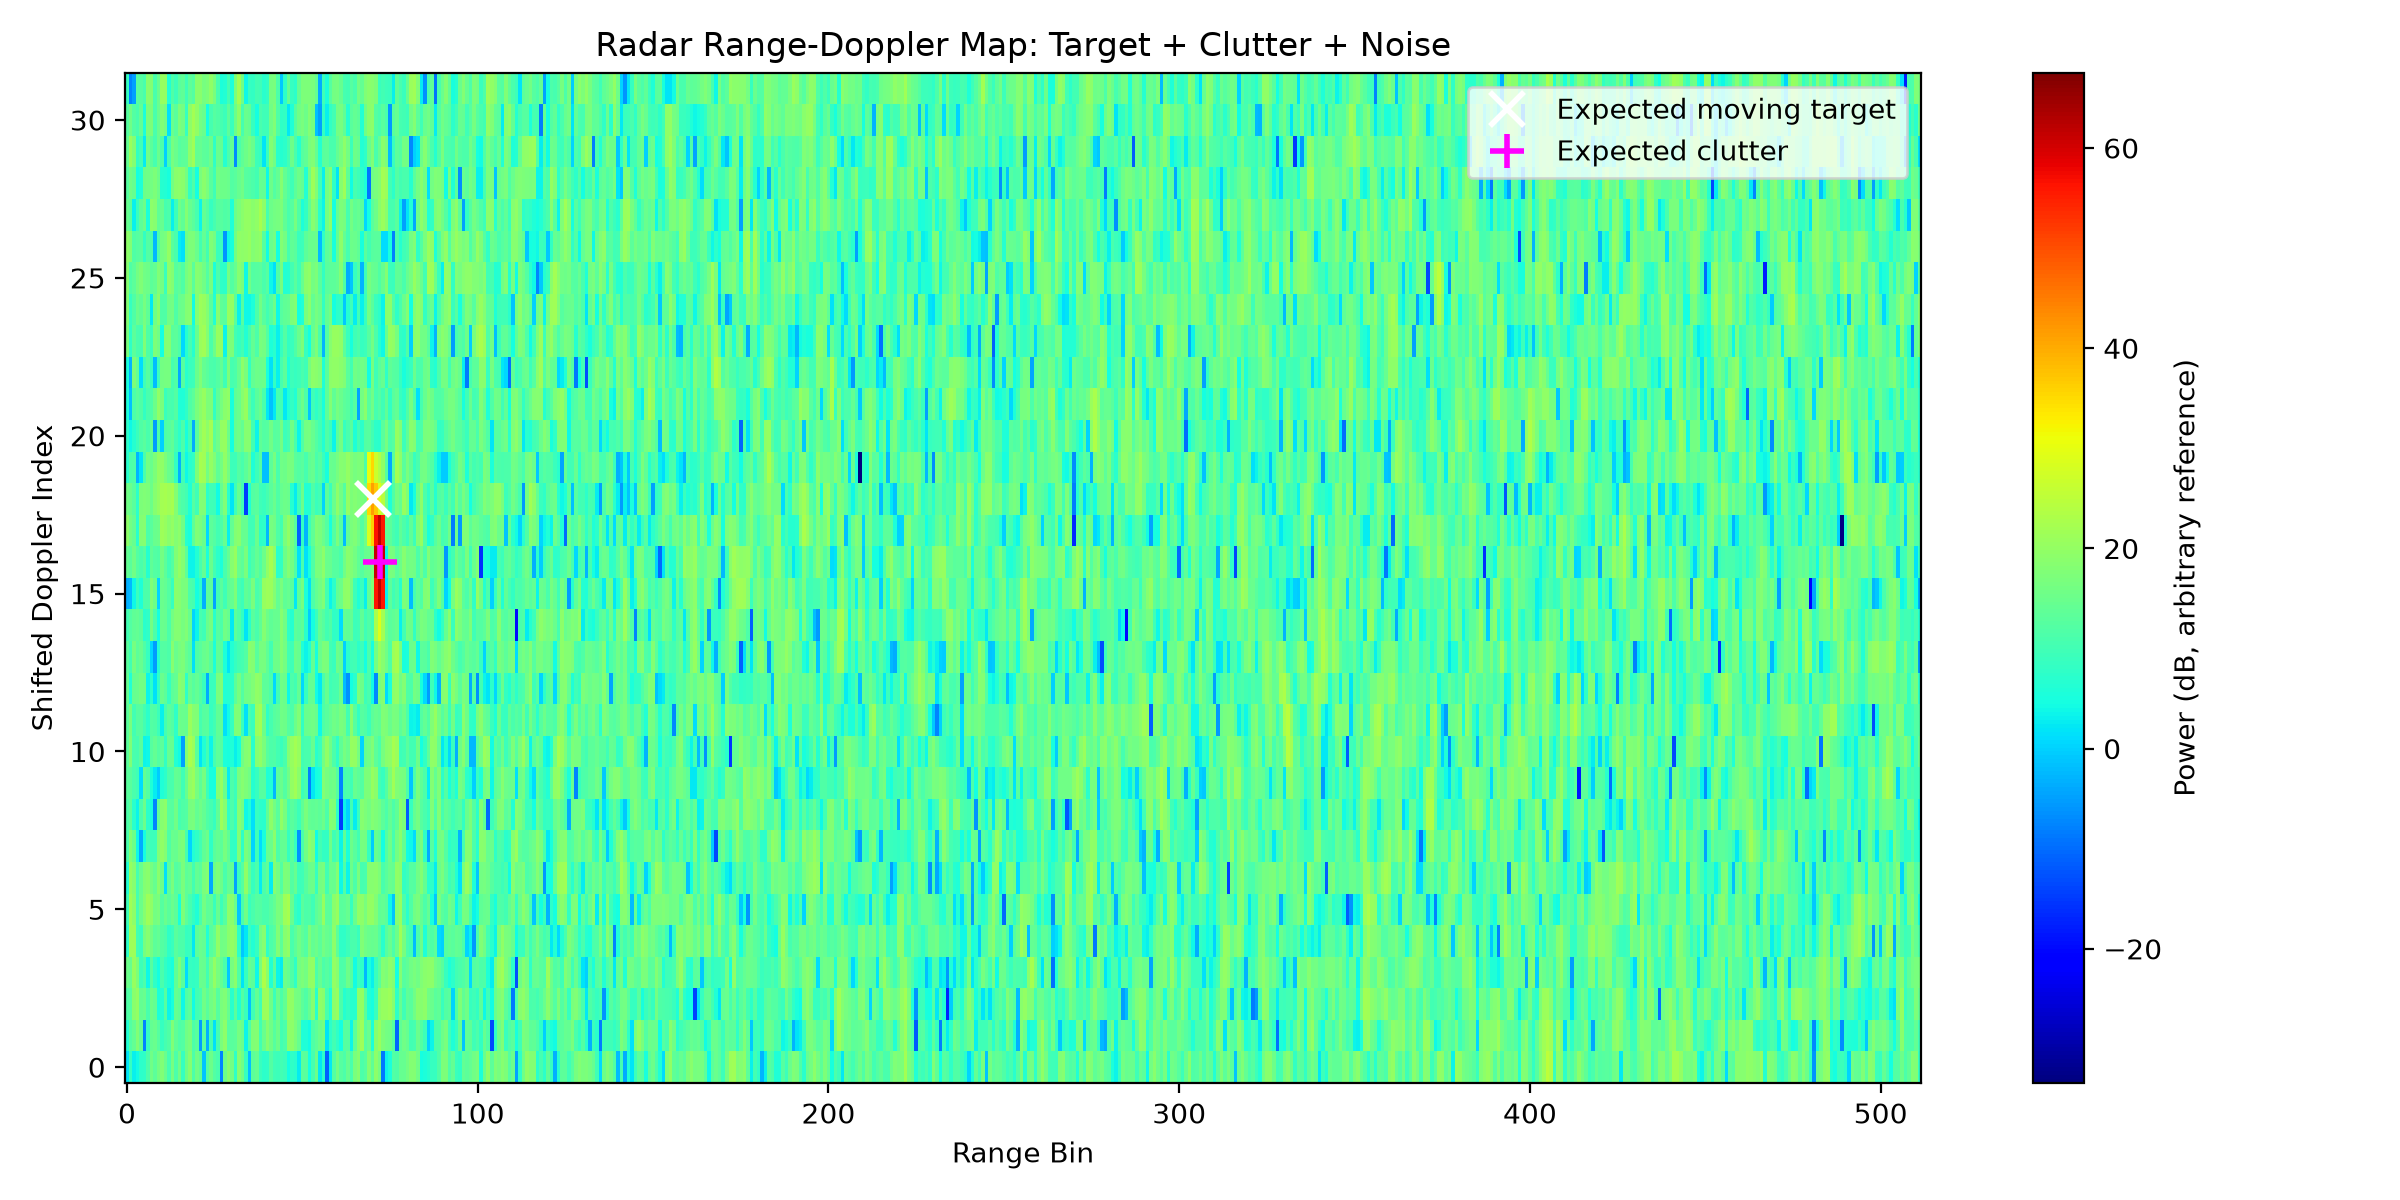 Radar Range-Doppler Map: Target + Clutter + Noise
Expected moving target
Expected clutter
30
25
20
15
10
5
0
Shifted Doppler Index
0 100 200 300 400 500
Range Bin
60
40
20
0
−20
Power (dB, arbitrary reference)